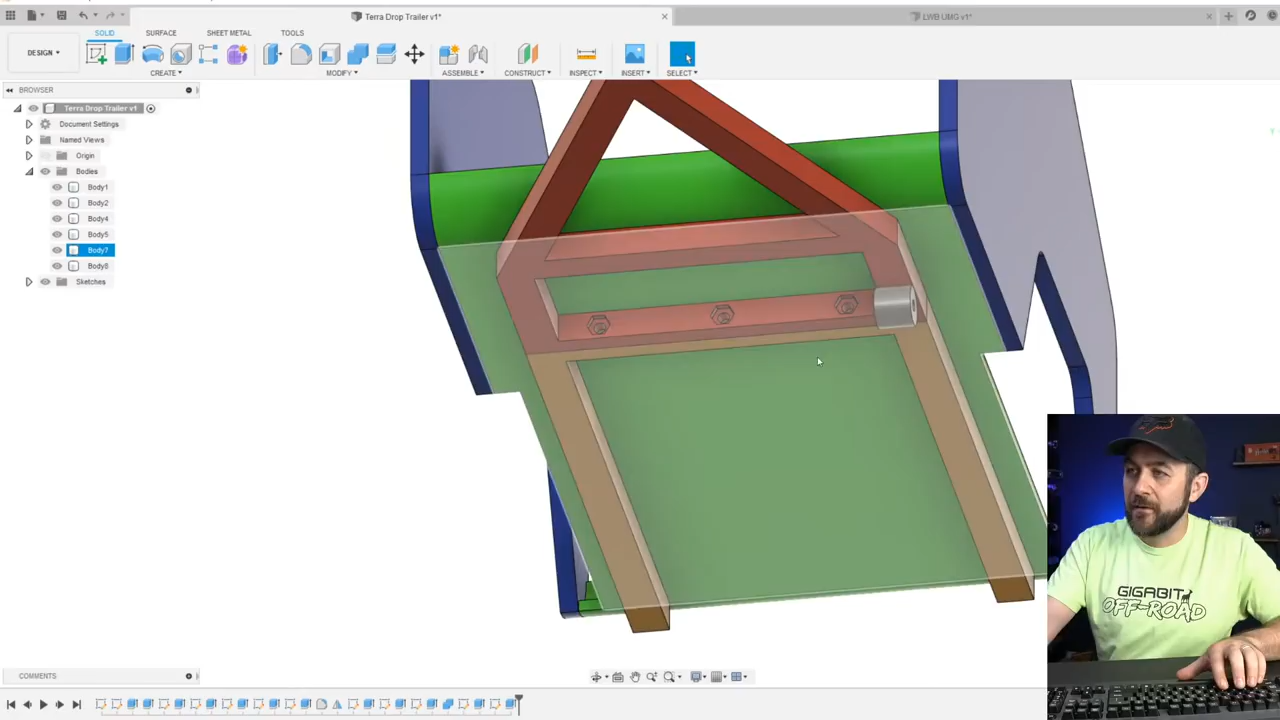 Terra Drop Trailer v1*
LWB UMG v1*
SOLID SURFACE SHEET METAL TOOLS
DESIGN
CREATE MODIFY ASSEMBLE CONSTRUCT INSPECT INSERT SELECT
BROWSER
Terra Drop Trailer v1
Document Settings
Named Views
Origin
Bodies
Body1
Body2
Body4
Body5
Body7
Body8
Sketches
GIGABIT
OFF-ROAD
COMMENTS